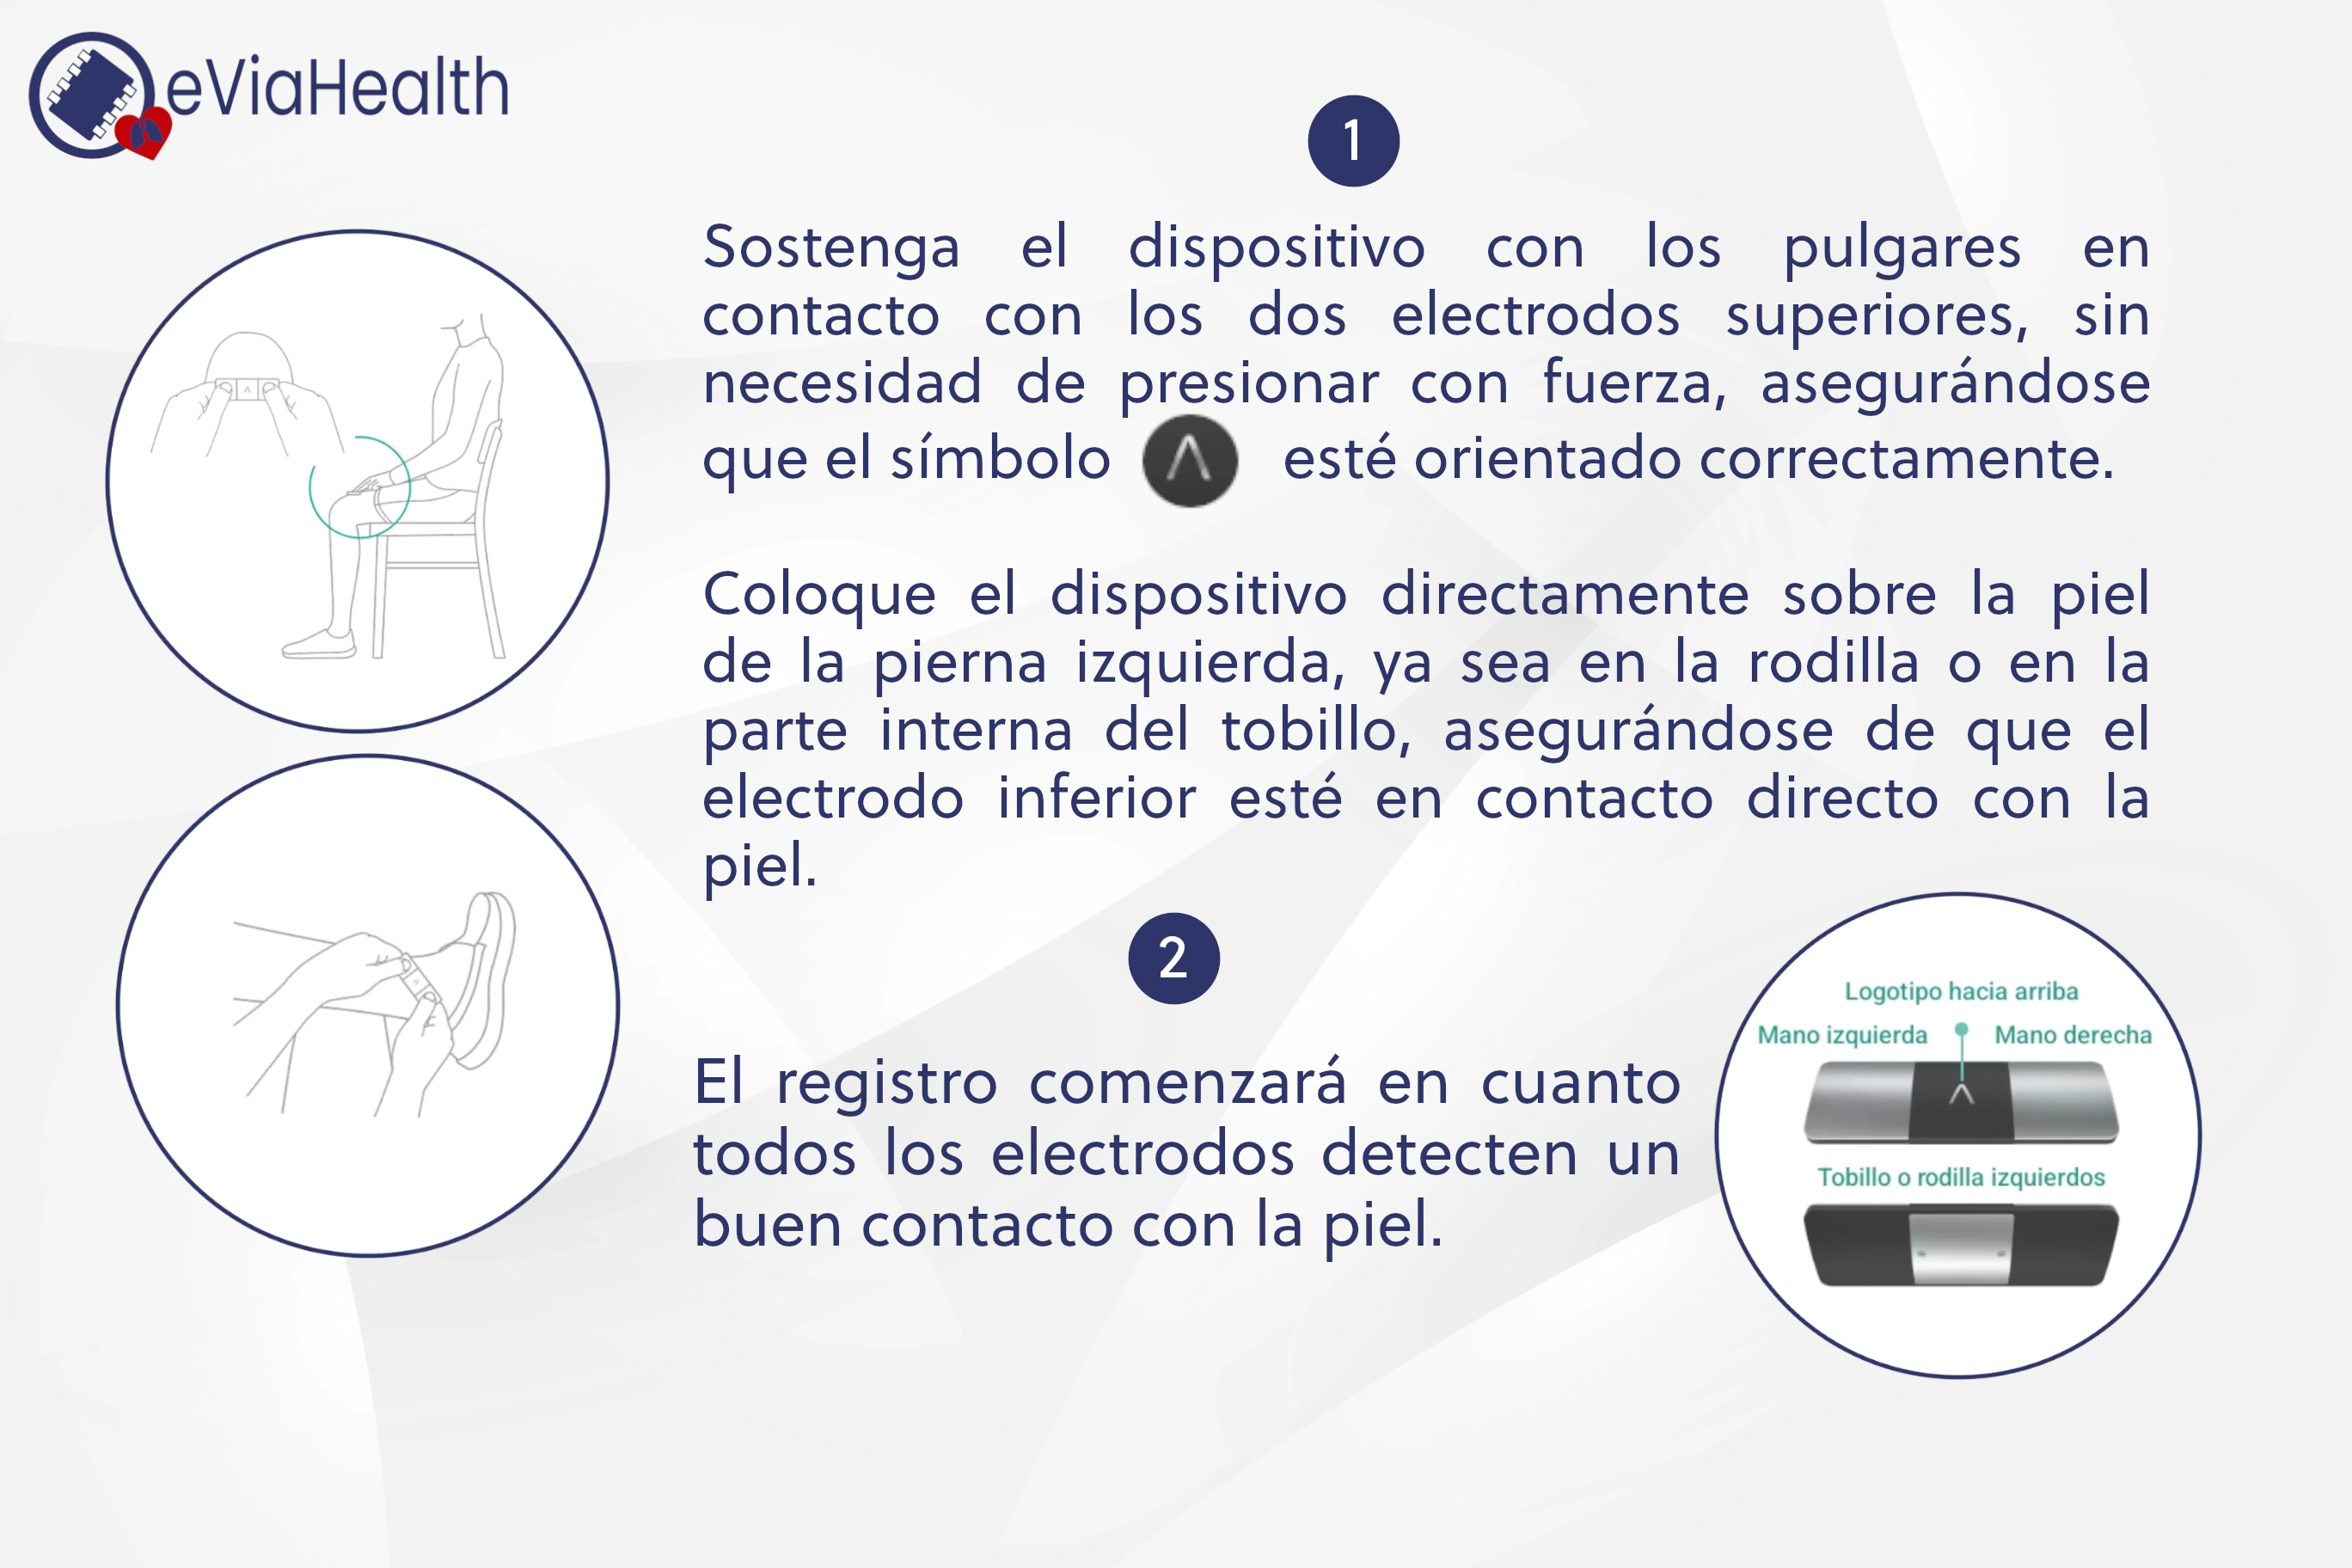 eViaHealth
1
Sostenga el dispositivo con los pulgares en
contacto con los dos electrodos superiores, sin
necesidad de presionar con fuerza, asegurándose
que el símbolo esté orientado correctamente.
Coloque el dispositivo directamente sobre la piel
de la pierna izquierda, ya sea en la rodilla o en la
parte interna del tobillo, asegurándose de que el
electrodo inferior esté en contacto directo con la
piel.
2
El registro comenzará en cuanto
todos los electrodos detecten un
buen contacto con la piel.
Logotipo hacia arriba
Mano izquierda Mano derecha
Tobillo o rodilla izquierdos